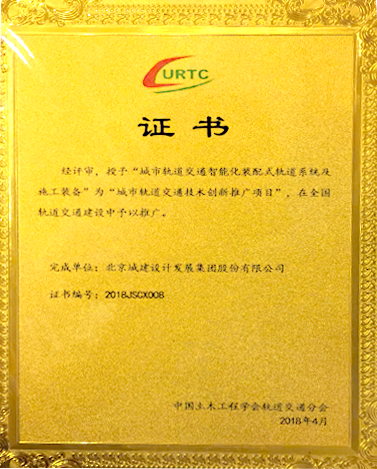 CURTC
证书
经评审，授予“城市轨道交通智能化装配式轨道系统及
施工装备”为“城市轨道交通技术创新推广项目”，在全国
轨道交通建设中予以推广。
完成单位：北京城建设计发展集团股份有限公司
证书编号：2018JSCX008
中国土木工程学会轨道交通分会
2018年4月